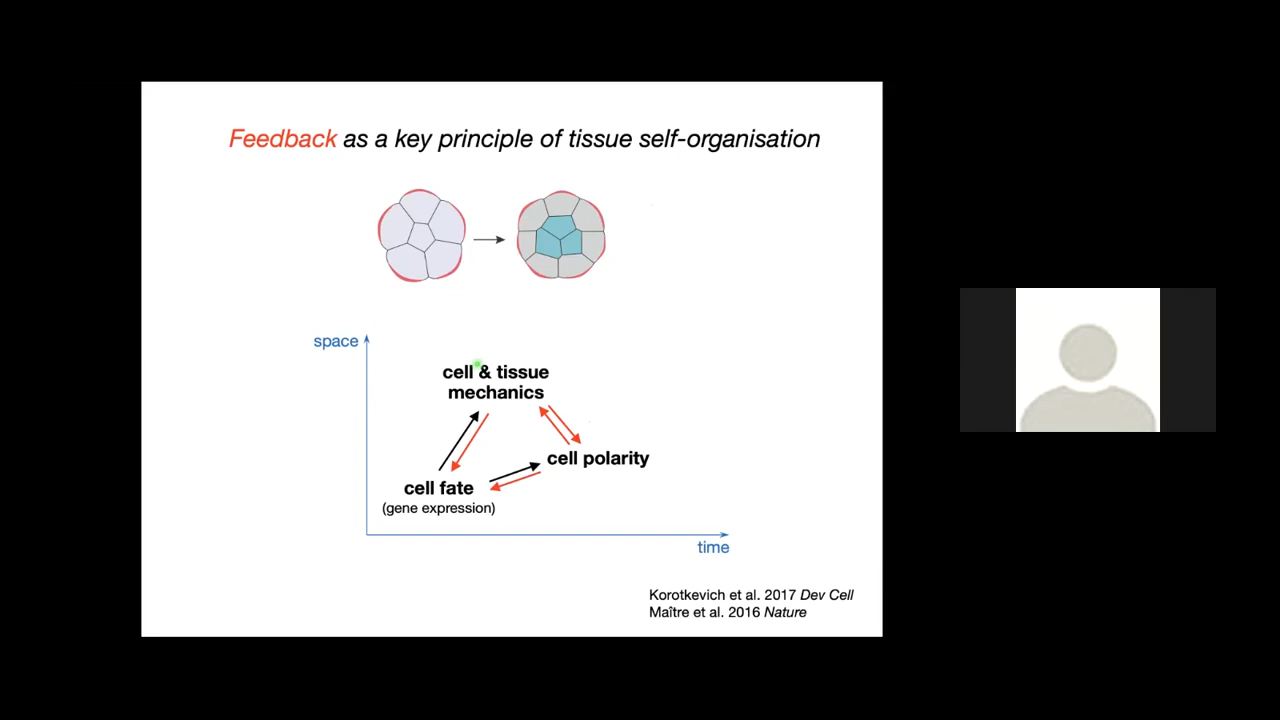 Feedback as a key principle of tissue self-organisation
space
cell & tissue
mechanics
cell polarity
cell fate
(gene expression)
time
Korotkevich et al. 2017 Dev Cell
Maître et al. 2016 Nature